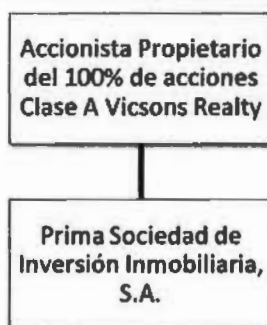 Accionista Propietario
del 100% de acciones
Clase A Vicsons Realty
Prima Sociedad de
Inversión Inmobiliaria,
S.A.